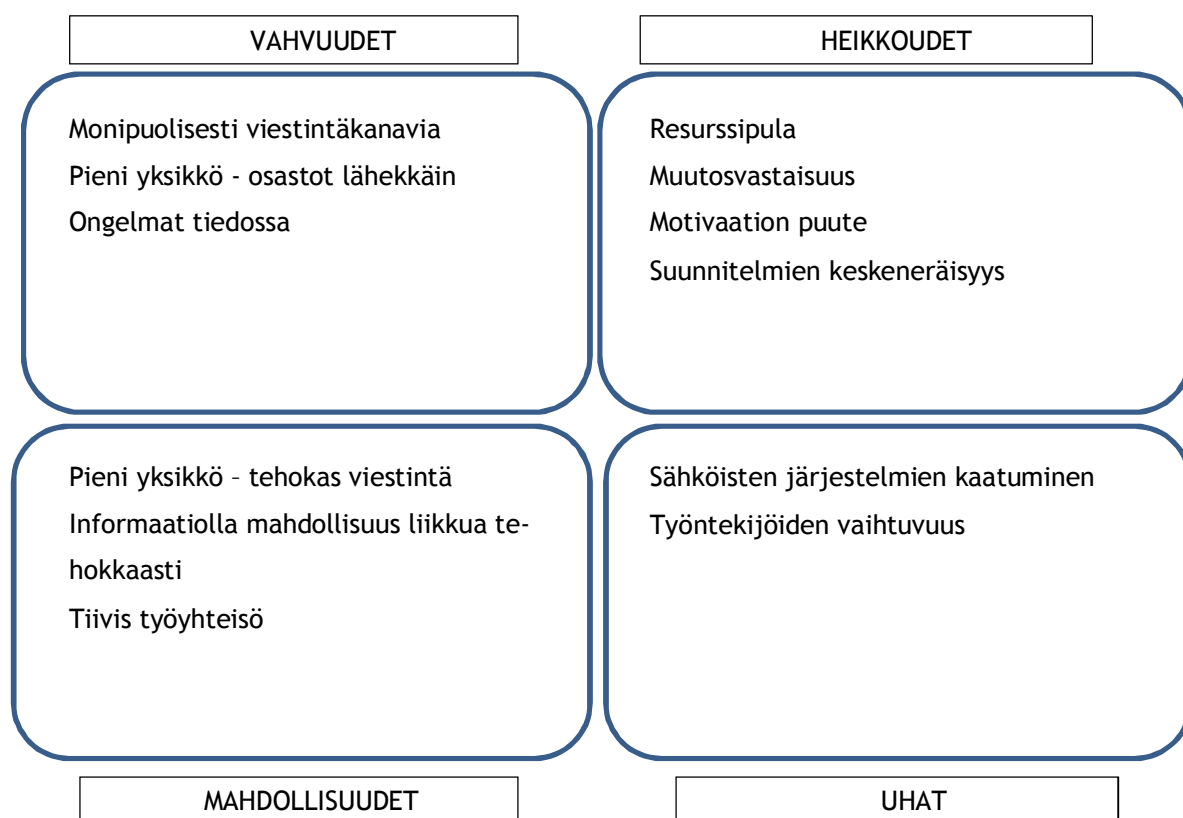 VAHVUUDET
HEIKKOUDET
Monipuolisesti viestintäkanavia
Pieni yksikkö - osastot lähekkäin
Ongelmat tiedossa
Resurssipula
Muutosvastaisuus
Motivaation puute
Suunnitelmien keskeneräisyys
Pieni yksikkö – tehokas viestintä
Informaatiolla mahdollisuus liikkua te-
hokkaasti
Tiivis työyhteisö
Sähköisten järjestelmien kaatuminen
Työntekijöiden vaihtuvuus
MAHDOLLISUUDET
UHAT